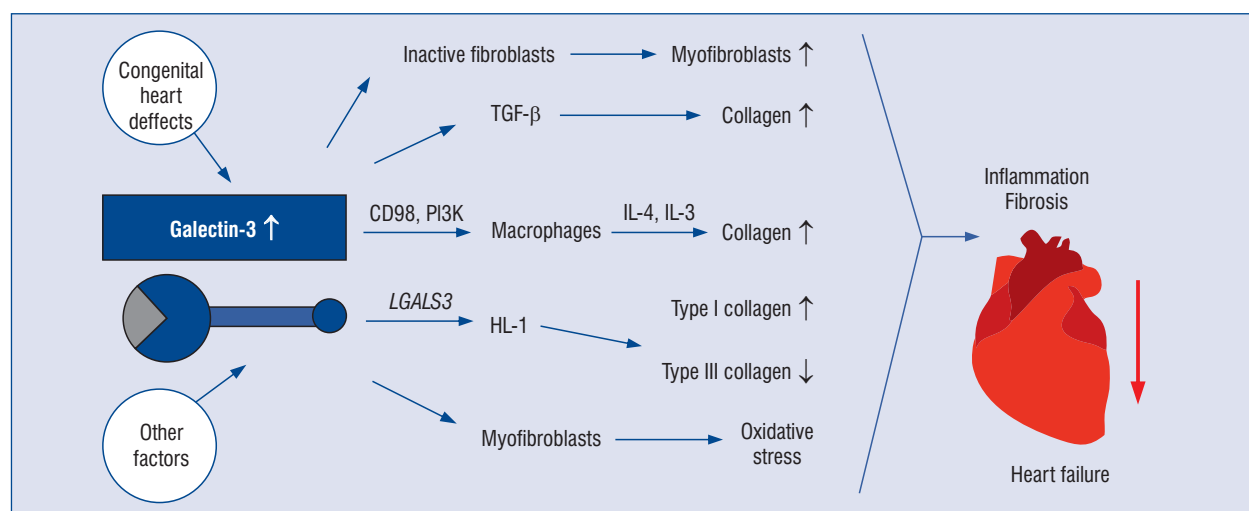 Congenital
heart
deffects
Inactive fibroblasts
Myofibroblasts ↑
TGF-β
Collagen ↑
Galectin-3 ↑
CD98, PI3K
Macrophages
IL-4, IL-3
Collagen ↑
LGALS3
HL-1
Type I collagen ↑
Type III collagen ↓
Other
factors
Myofibroblasts
Oxidative
stress
Inflammation
Fibrosis
Heart failure